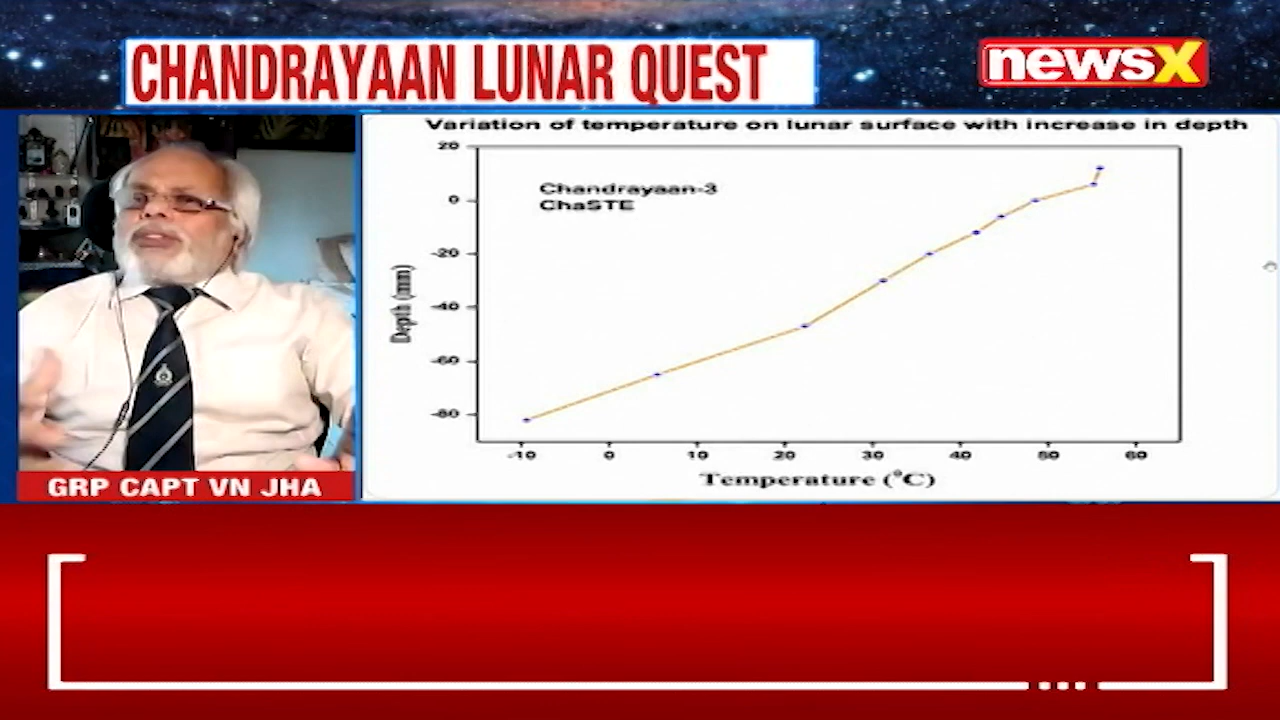 CHANDRAYAAN LUNAR QUEST
newsX
Variation of temperature on lunar surface with increase in depth
Chandrayaan-3
ChaSTE
20
0
-20
-40
-60
-80
Depth (mm)
-10 0 10 20 30 40 50 60
Temperature (°C)
GRP CAPT VN JHA